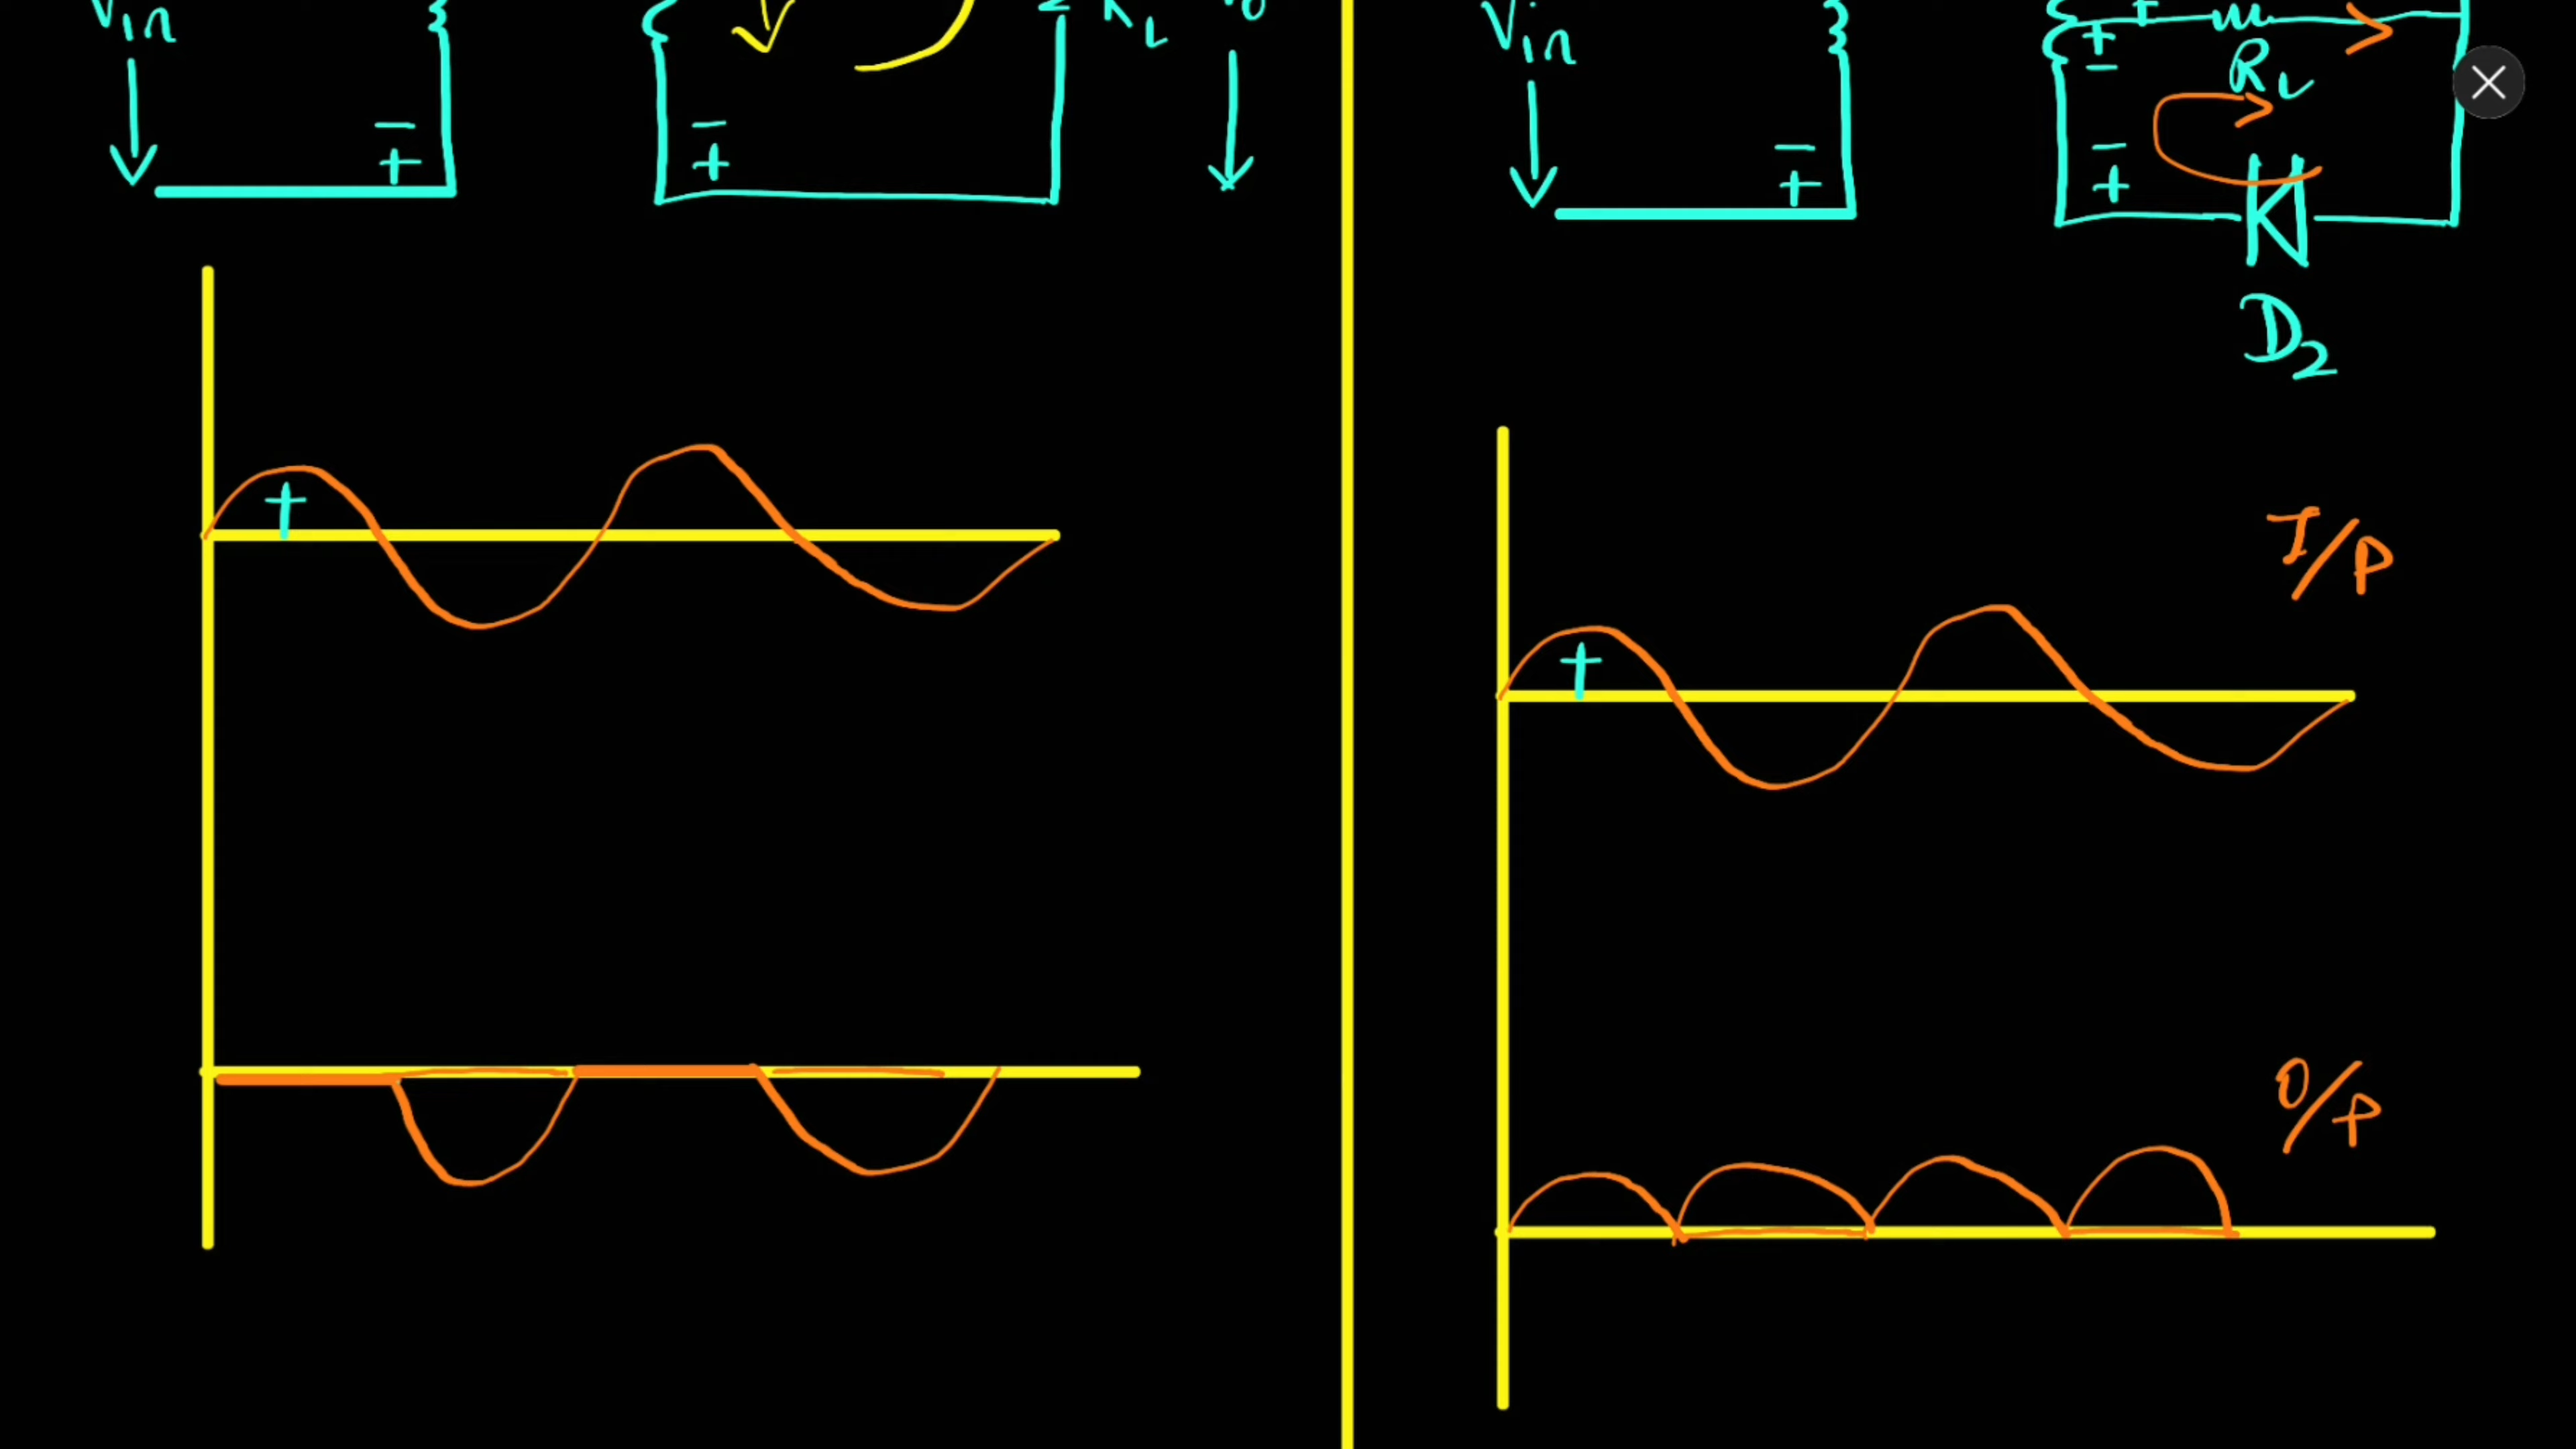 Vin
RL
Vin
RL
- +
- +
- +
+ -
- +
D2
+
I/P
+
O/P